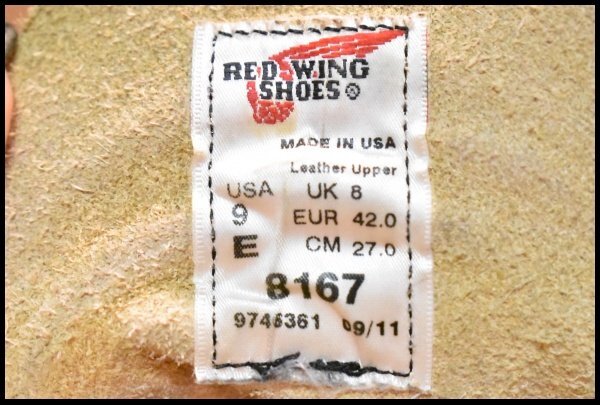 RED WING
SHOES®
MADE IN USA
Leather Upper
USA UK 8
9 EUR 42.0
E CM 27.0
8167
09/11